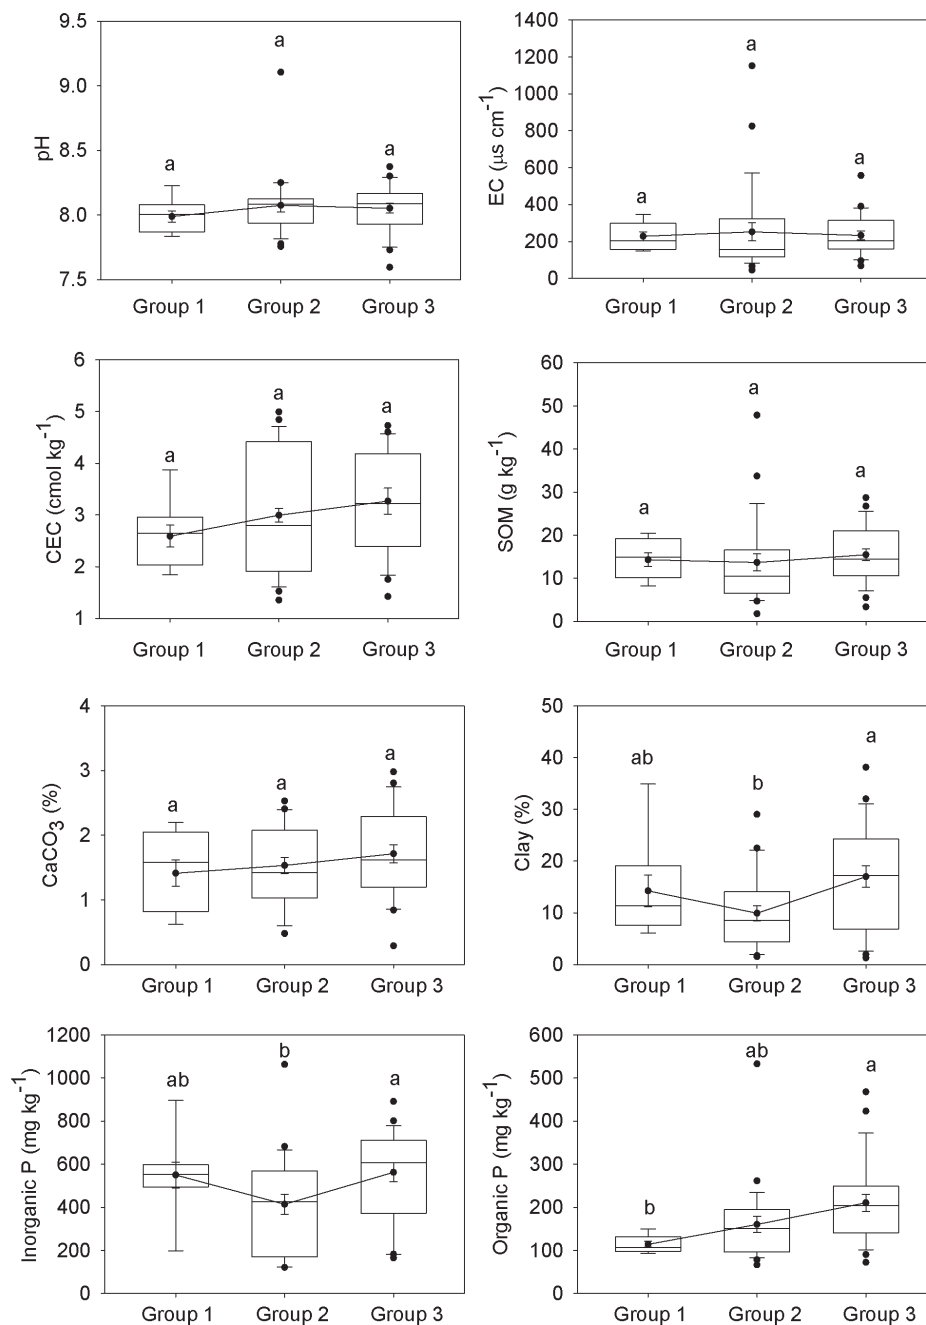 9.5
9.0
8.5
8.0
7.5
pH
a
a
a
Group 1 Group 2 Group 3
1400
1200
1000
800
600
400
200
0
EC (μs cm⁻¹)
a
a
a
Group 1 Group 2 Group 3
6
5
4
3
2
1
CEC (cmol kg⁻¹)
a
a
a
Group 1 Group 2 Group 3
60
50
40
30
20
10
0
SOM (g kg⁻¹)
a
a
a
Group 1 Group 2 Group 3
4
3
2
1
0
CaCO₃ (%)
a
a
a
Group 1 Group 2 Group 3
50
40
30
20
10
0
Clay (%)
ab
b
a
Group 1 Group 2 Group 3
1200
1000
800
600
400
200
0
Inorganic P (mg kg⁻¹)
ab
b
a
Group 1 Group 2 Group 3
600
500
400
300
200
100
0
Organic P (mg kg⁻¹)
b
ab
a
Group 1 Group 2 Group 3